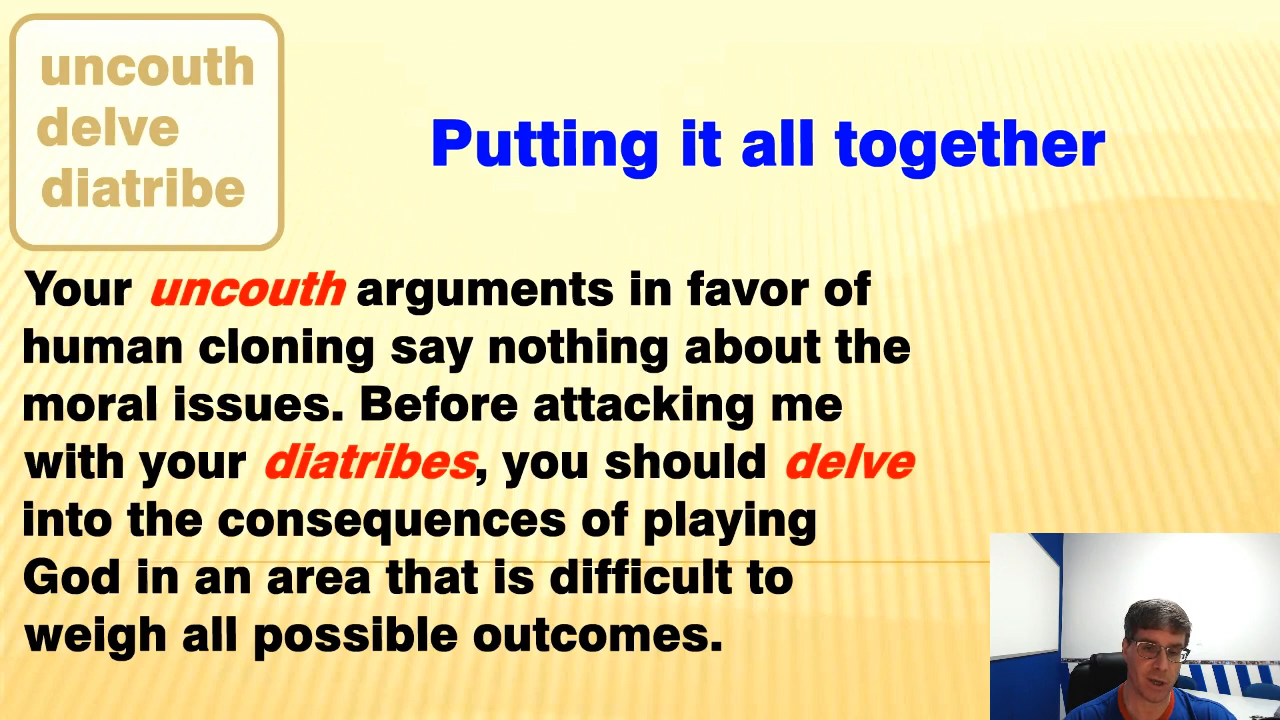 uncouth
delve
diatribe
Putting it all together
Your uncouth arguments in favor of
human cloning say nothing about the
moral issues. Before attacking me
with your diatribes, you should delve
into the consequences of playing
God in an area that is difficult to
weigh all possible outcomes.